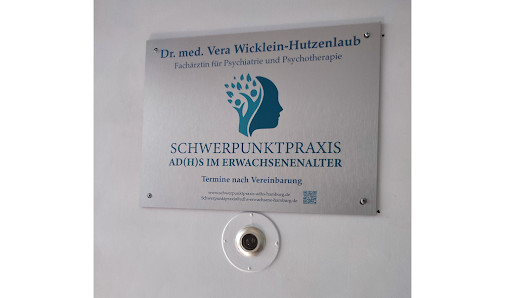 Dr. med. Vera Wicklein-Hutzenlaub
Fachärztin für Psychiatrie und Psychotherapie
SCHWERPUNKTPRAXIS
AD(H)S IM ERWACHSENENALTER
Termine nach Vereinbarung